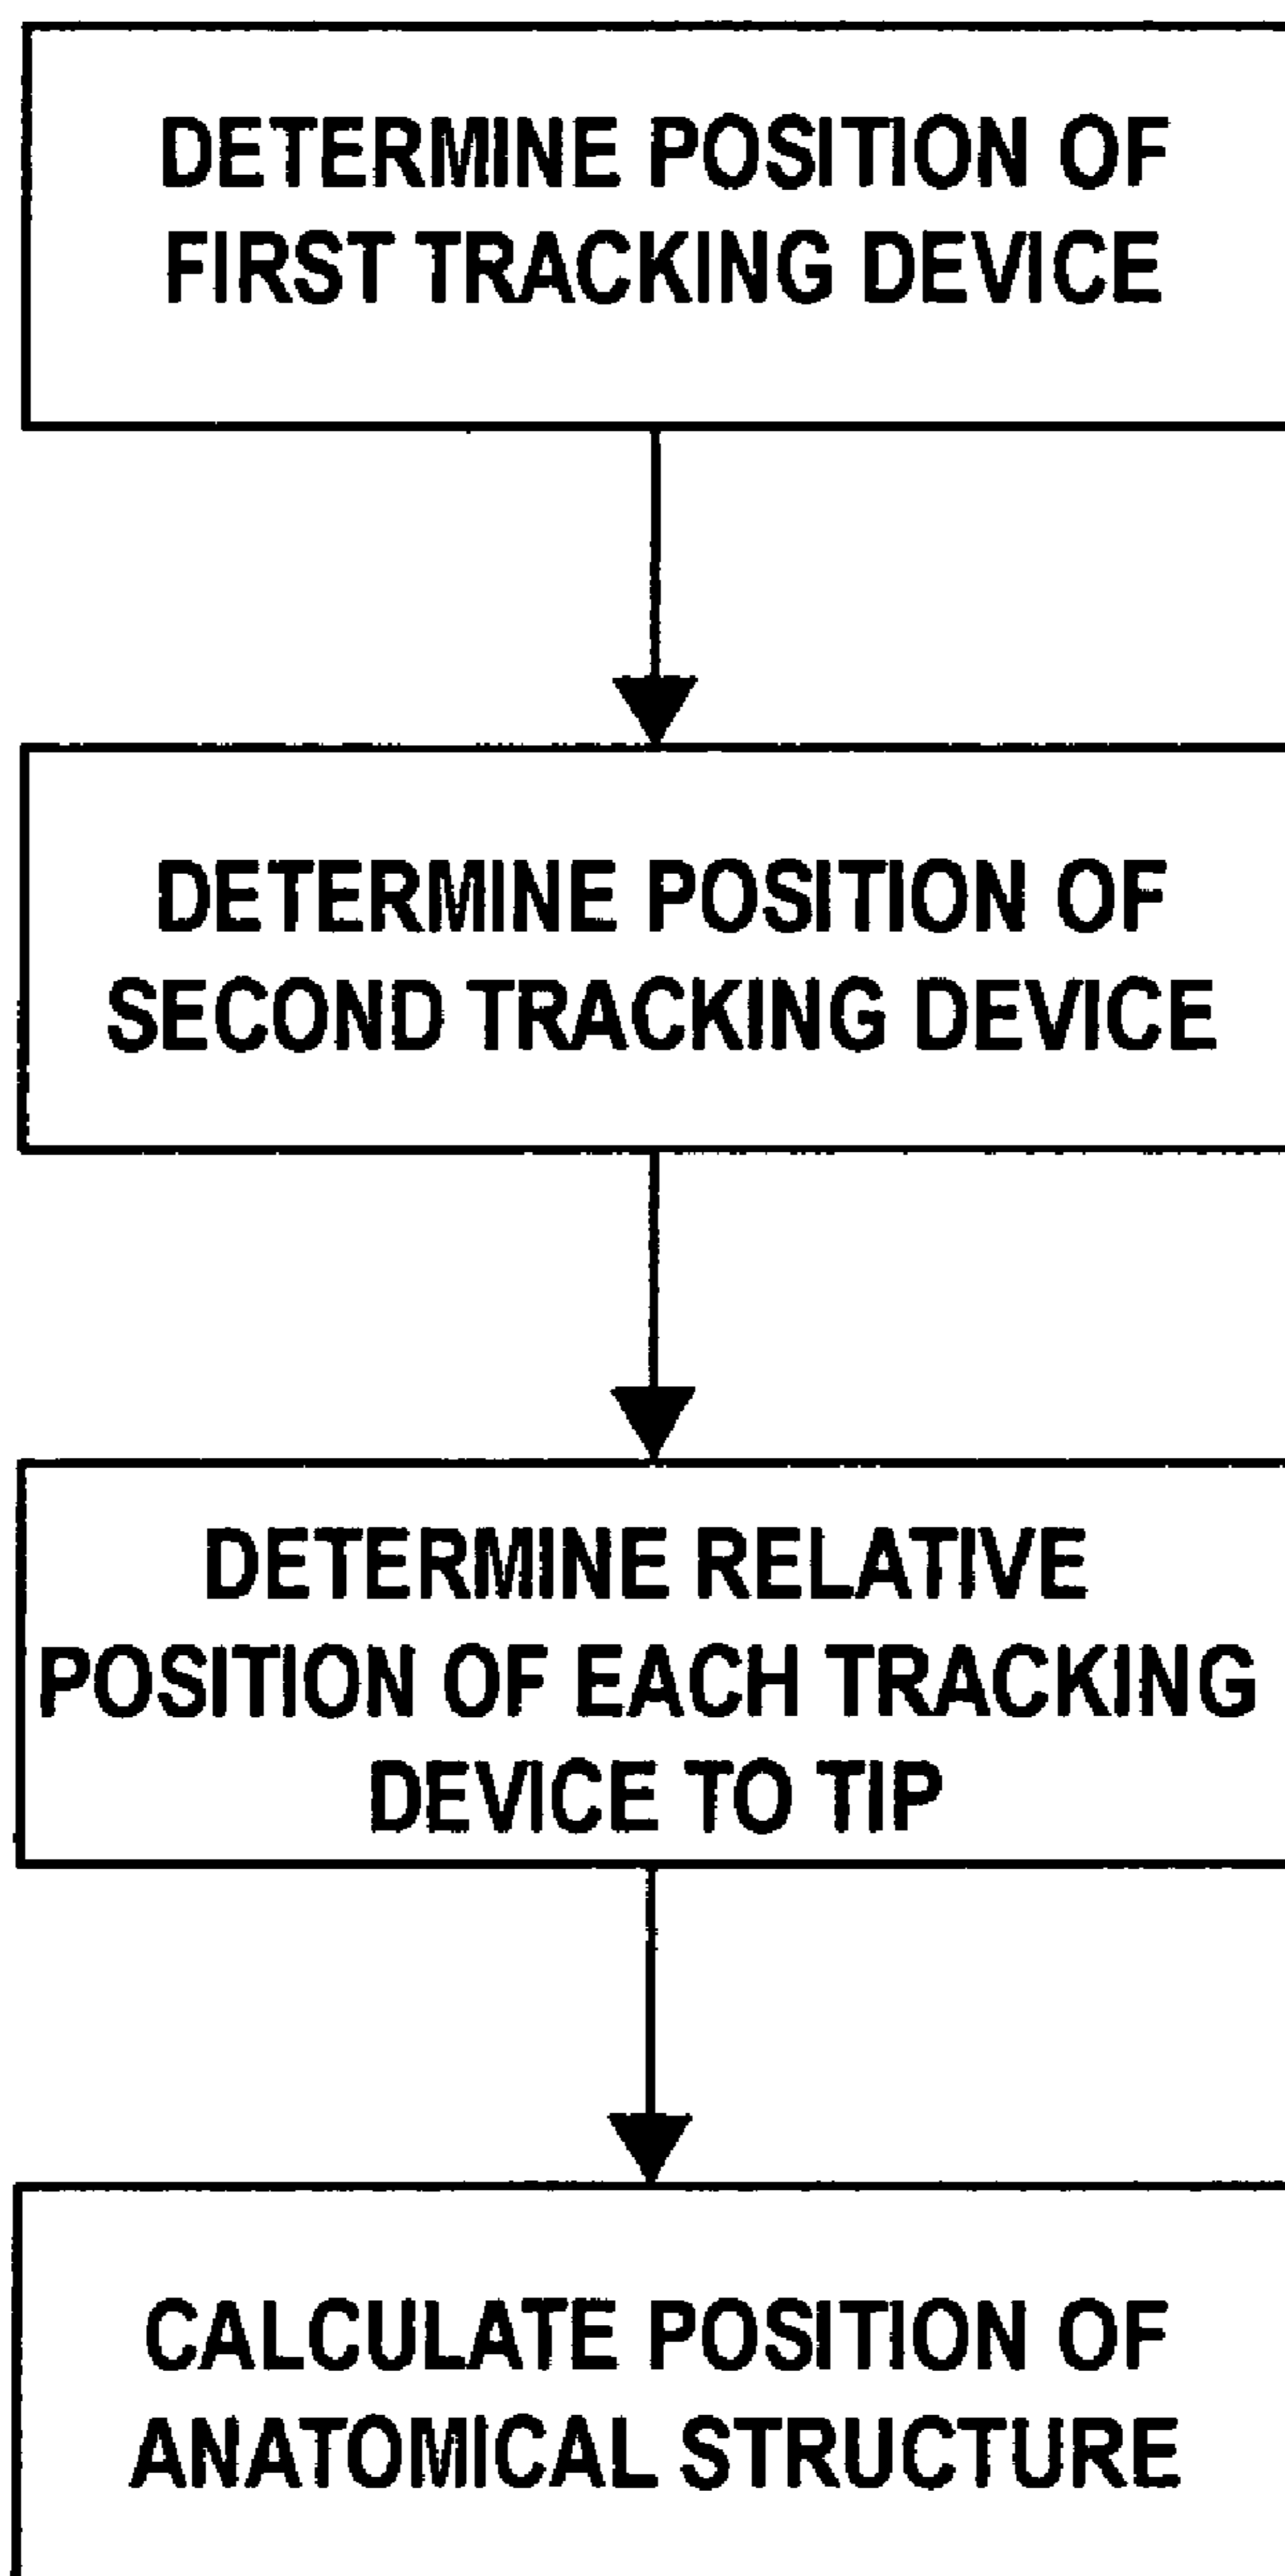 DETERMINE POSITION OF
FIRST TRACKING DEVICE
DETERMINE POSITION OF
SECOND TRACKING DEVICE
DETERMINE RELATIVE
POSITION OF EACH TRACKING
DEVICE TO TIP
CALCULATE POSITION OF
ANATOMICAL STRUCTURE